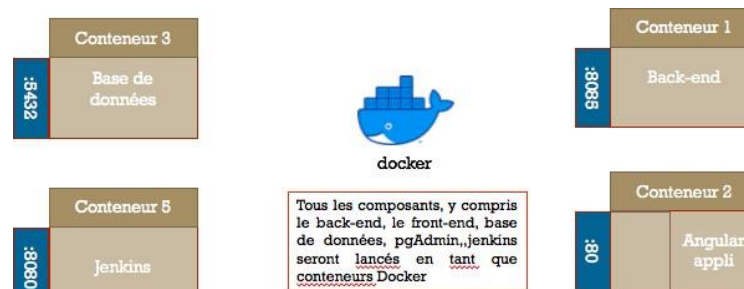 Conteneur 3
:5432
Base de
données
Conteneur 1
:8085
Back-end
docker
Conteneur 5
:8080
Jenkins
Tous les composants, y compris
le back-end, le front-end, base
de données, pgAdmin,,jenkins
seront lancés en tant que
conteneurs Docker
Conteneur 2
:80
Angular
appli